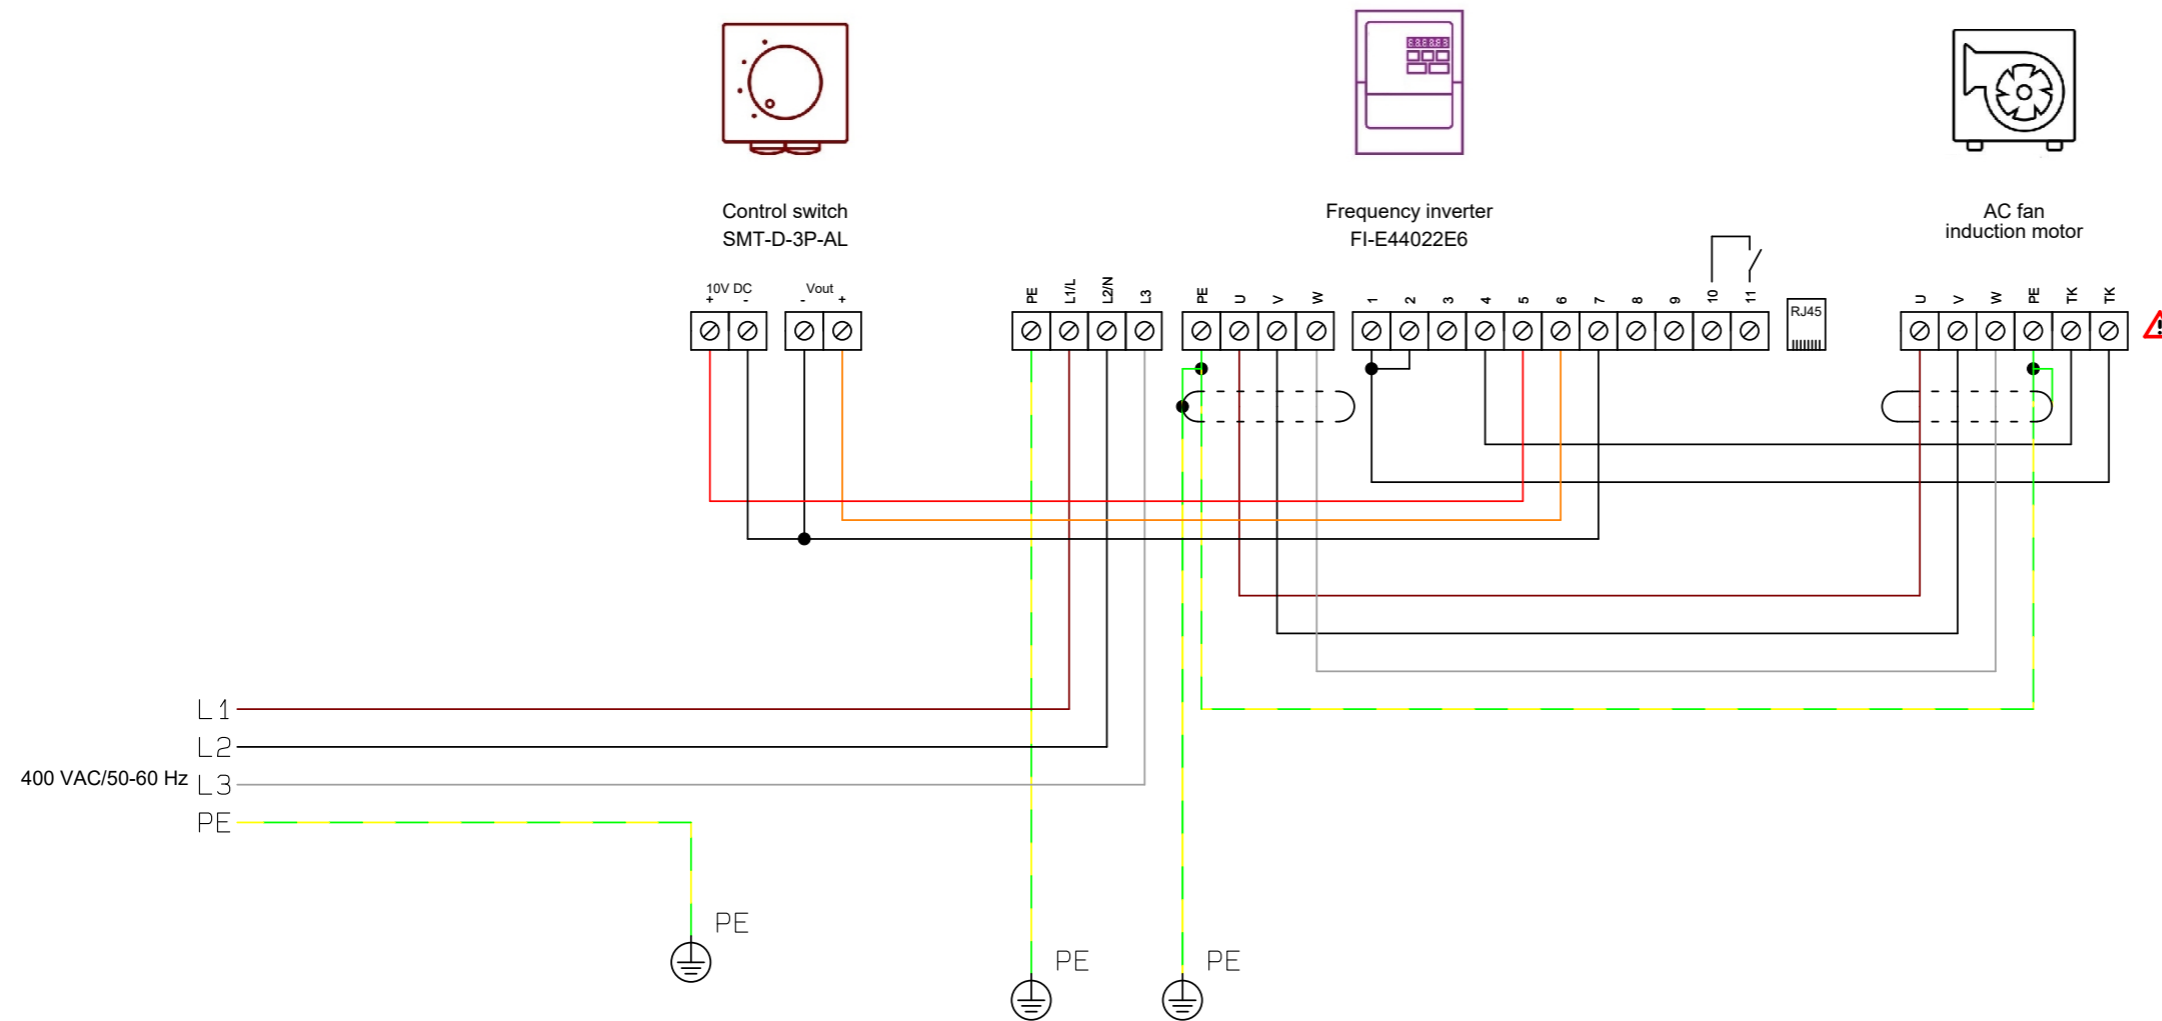 Control switch
SMT-D-3P-AL
Frequency inverter
FI-E44022E6
AC fan
induction motor
10V DC
+ -
Vout
- +
PE L1/L L2/N L3
PE U V W
1 2 3 4 5 6 7 8 9 10 11
RJ45
U V W PE TK TK
L1
L2
400 VAC/50-60 Hz L3
PE
PE
PE
PE